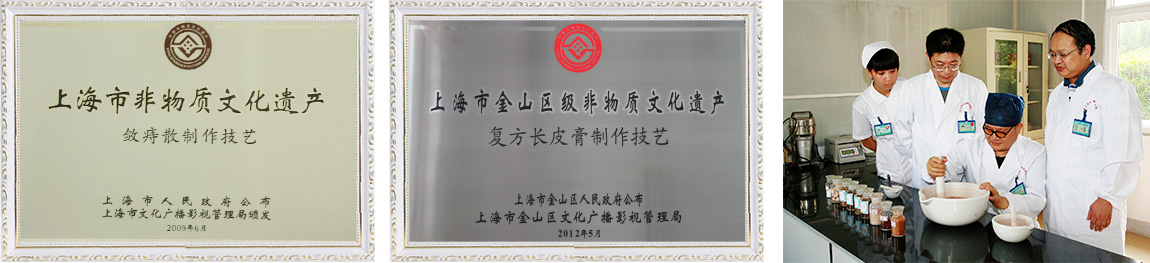 上海市非物质文化遗产
敛痔散制作技艺
上海市人民政府公布
上海市文化广播影视管理局颁发
2009年6月
上海市金山区级非物质文化遗产
复方长皮膏制作技艺
上海市金山区人民政府公布
上海市金山区文化广播影视管理局
2012年5月